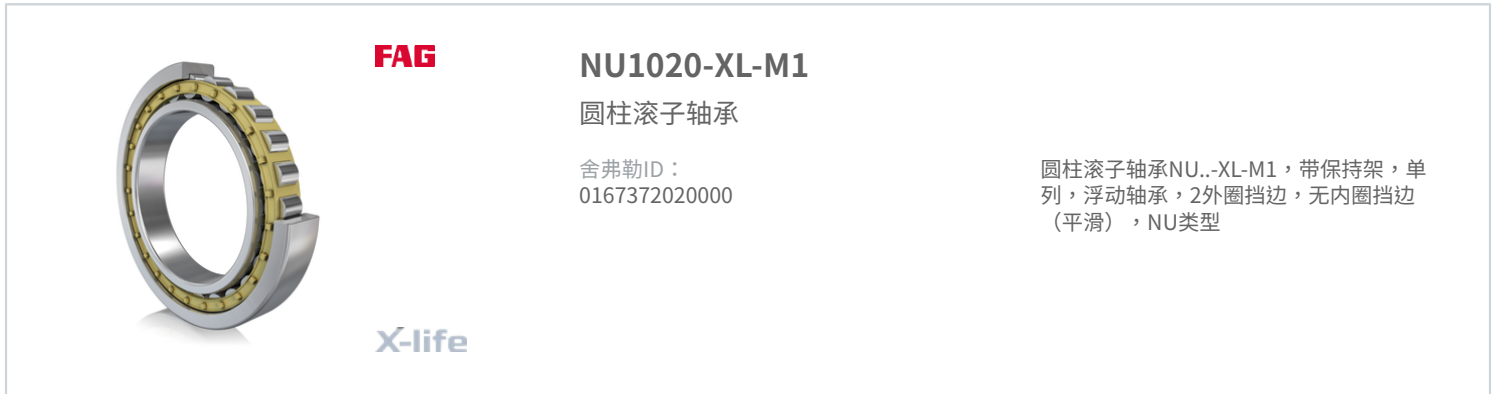 FAG
NU1020-XL-M1
圆柱滚子轴承
舍弗勒ID：
0167372020000
圆柱滚子轴承NU..-XL-M1，带保持架，单
列，浮动轴承，2外圈挡边，无内圈挡边
（平滑），NU类型
X-life